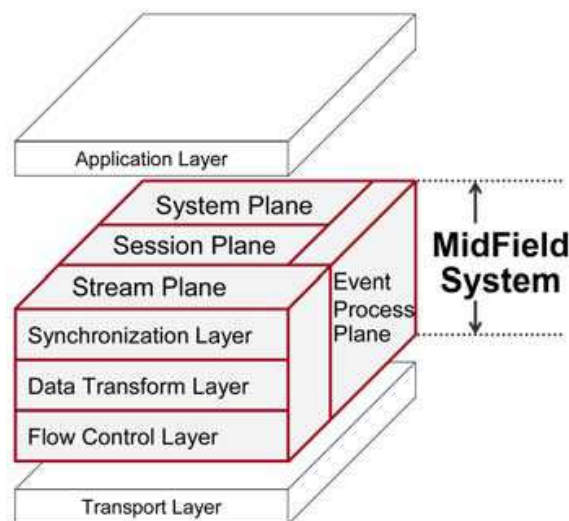 Application Layer
System Plane
Session Plane
Stream Plane
Event
Process
Plane
MidField
System
Synchronization Layer
Data Transform Layer
Flow Control Layer
Transport Layer